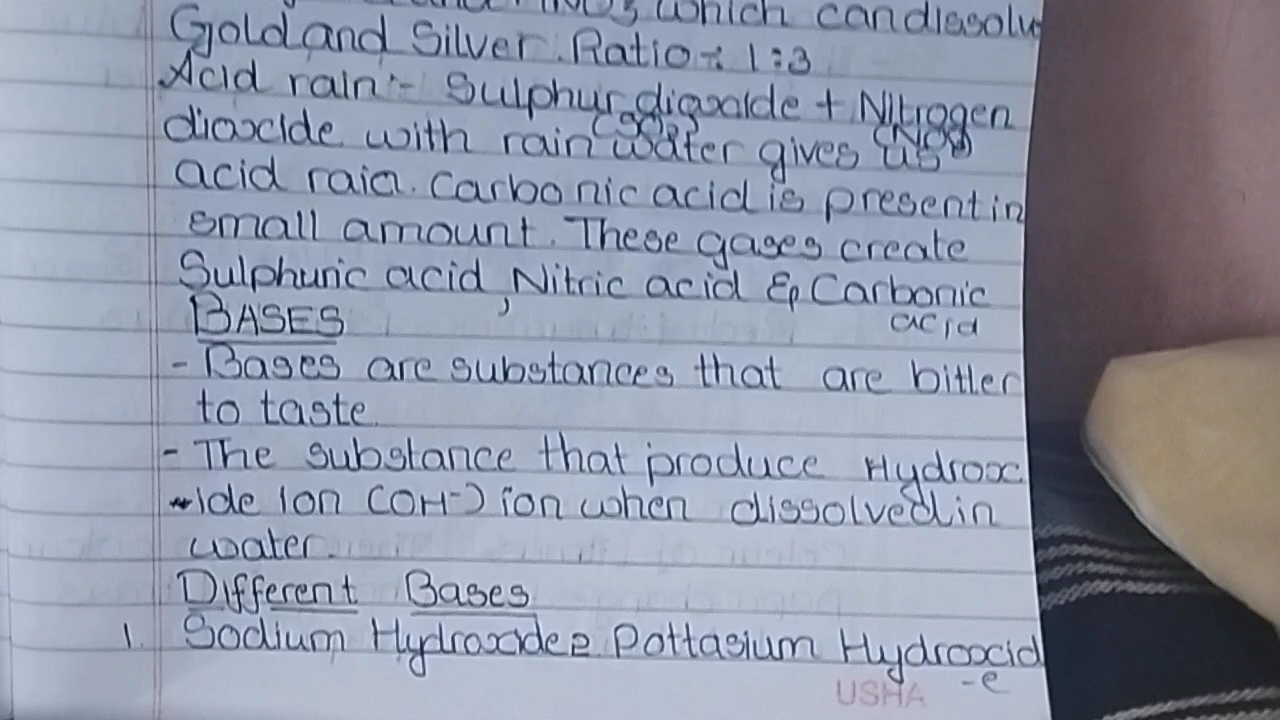 which candissolv
Gold and Silver. Ratio-: 1:3
Acid rain:- Sulphur dioxide + Nitrogen
(NO2)
dioxide with rain water gives us
acid rain. Carbonic acid is present in
small amount. These gases create
Sulphuric acid, Nitric acid & Carbonic
acid
BASES
- Bases are substances that are bitter
to taste
- The substance that produce Hydrox
-ide Ion (OH-) ion when dissolved in
water.
Different Bases
1. Sodium Hydroxide 2 Pottasium Hydroxid
-e
USHA